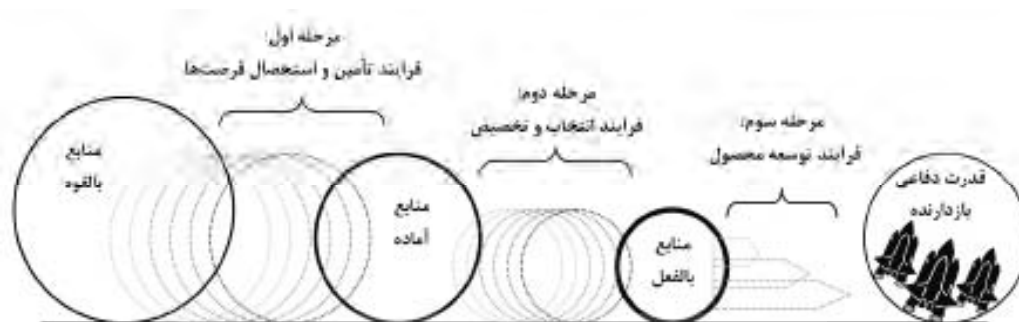 مرحله اول:
فرایند تأمین و استحصال فرصت‌ها
مرحله دوم:
فرایند انتخاب و تخصیص
مرحله سوم:
فرایند توسعه محصول
منابع
بالقوه
منابع
آماده
منابع
بالفعل
قدرت دفاعی
بازدارنده